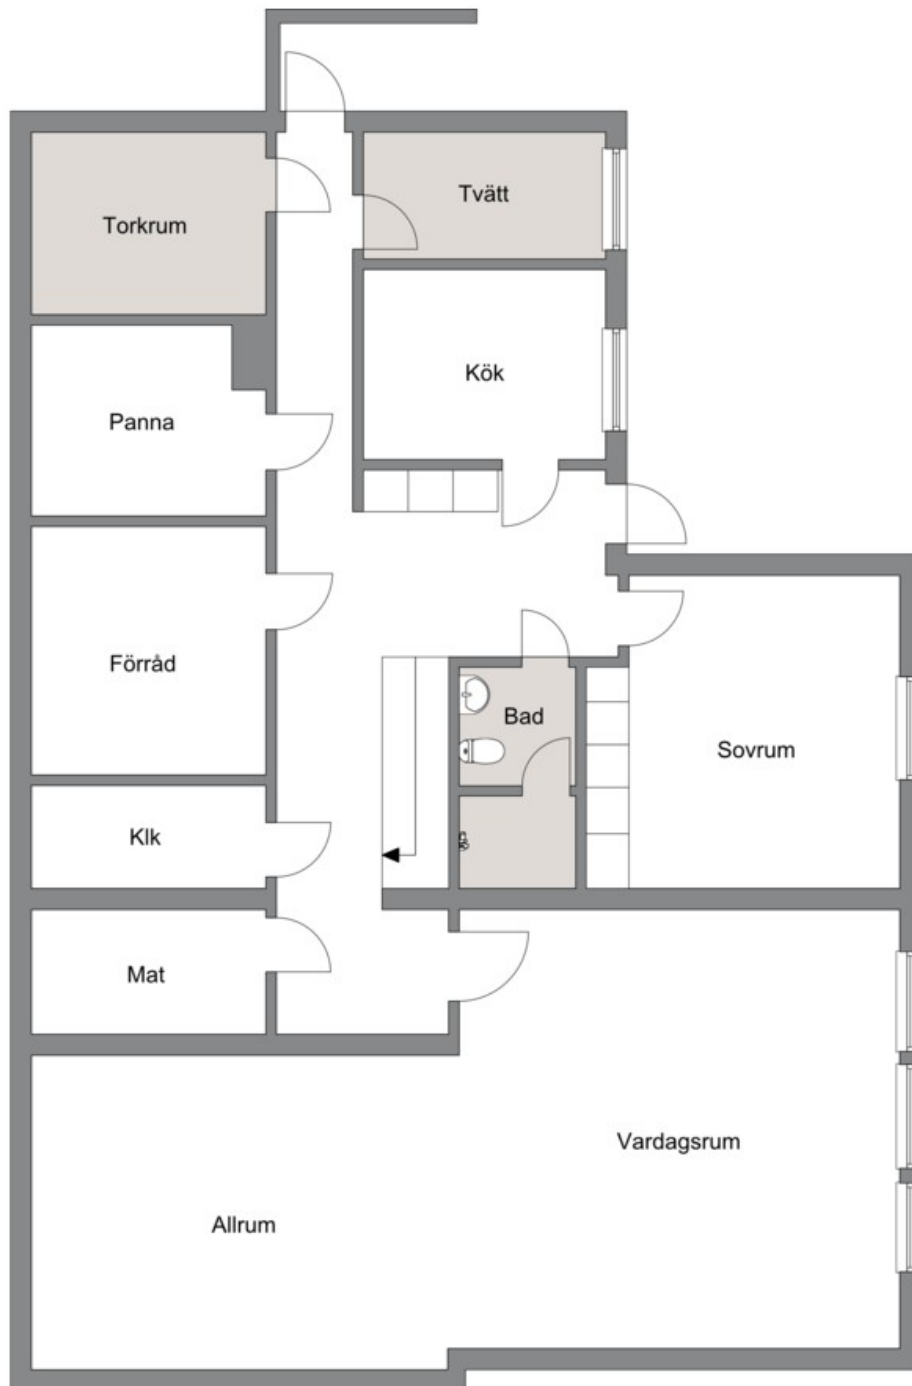 Tvätt
Torkrum
Kök
Panna
Förråd
Bad
Sovrum
Klk
Mat
Vardagsrum
Allrum